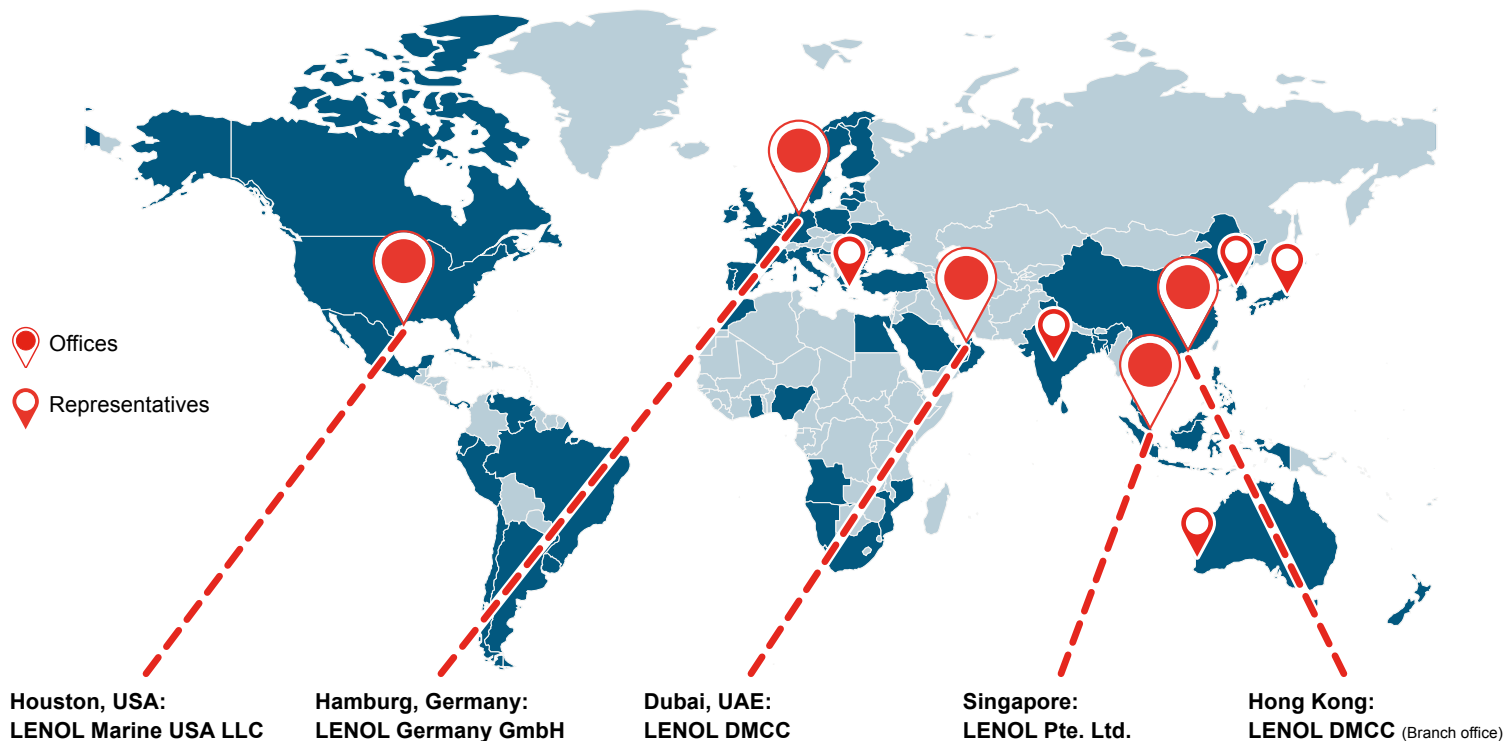 Offices
Representatives
Houston, USA:
LENOL Marine USA LLC
Hamburg, Germany:
LENOL Germany GmbH
Dubai, UAE:
LENOL DMCC
Singapore:
LENOL Pte. Ltd.
Hong Kong:
LENOL DMCC (Branch office)